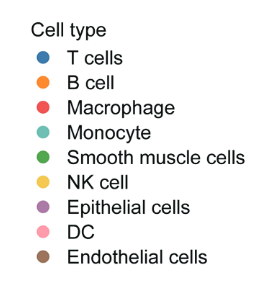 Cell type
T cells
B cell
Macrophage
Monocyte
Smooth muscle cells
NK cell
Epithelial cells
DC
Endothelial cells